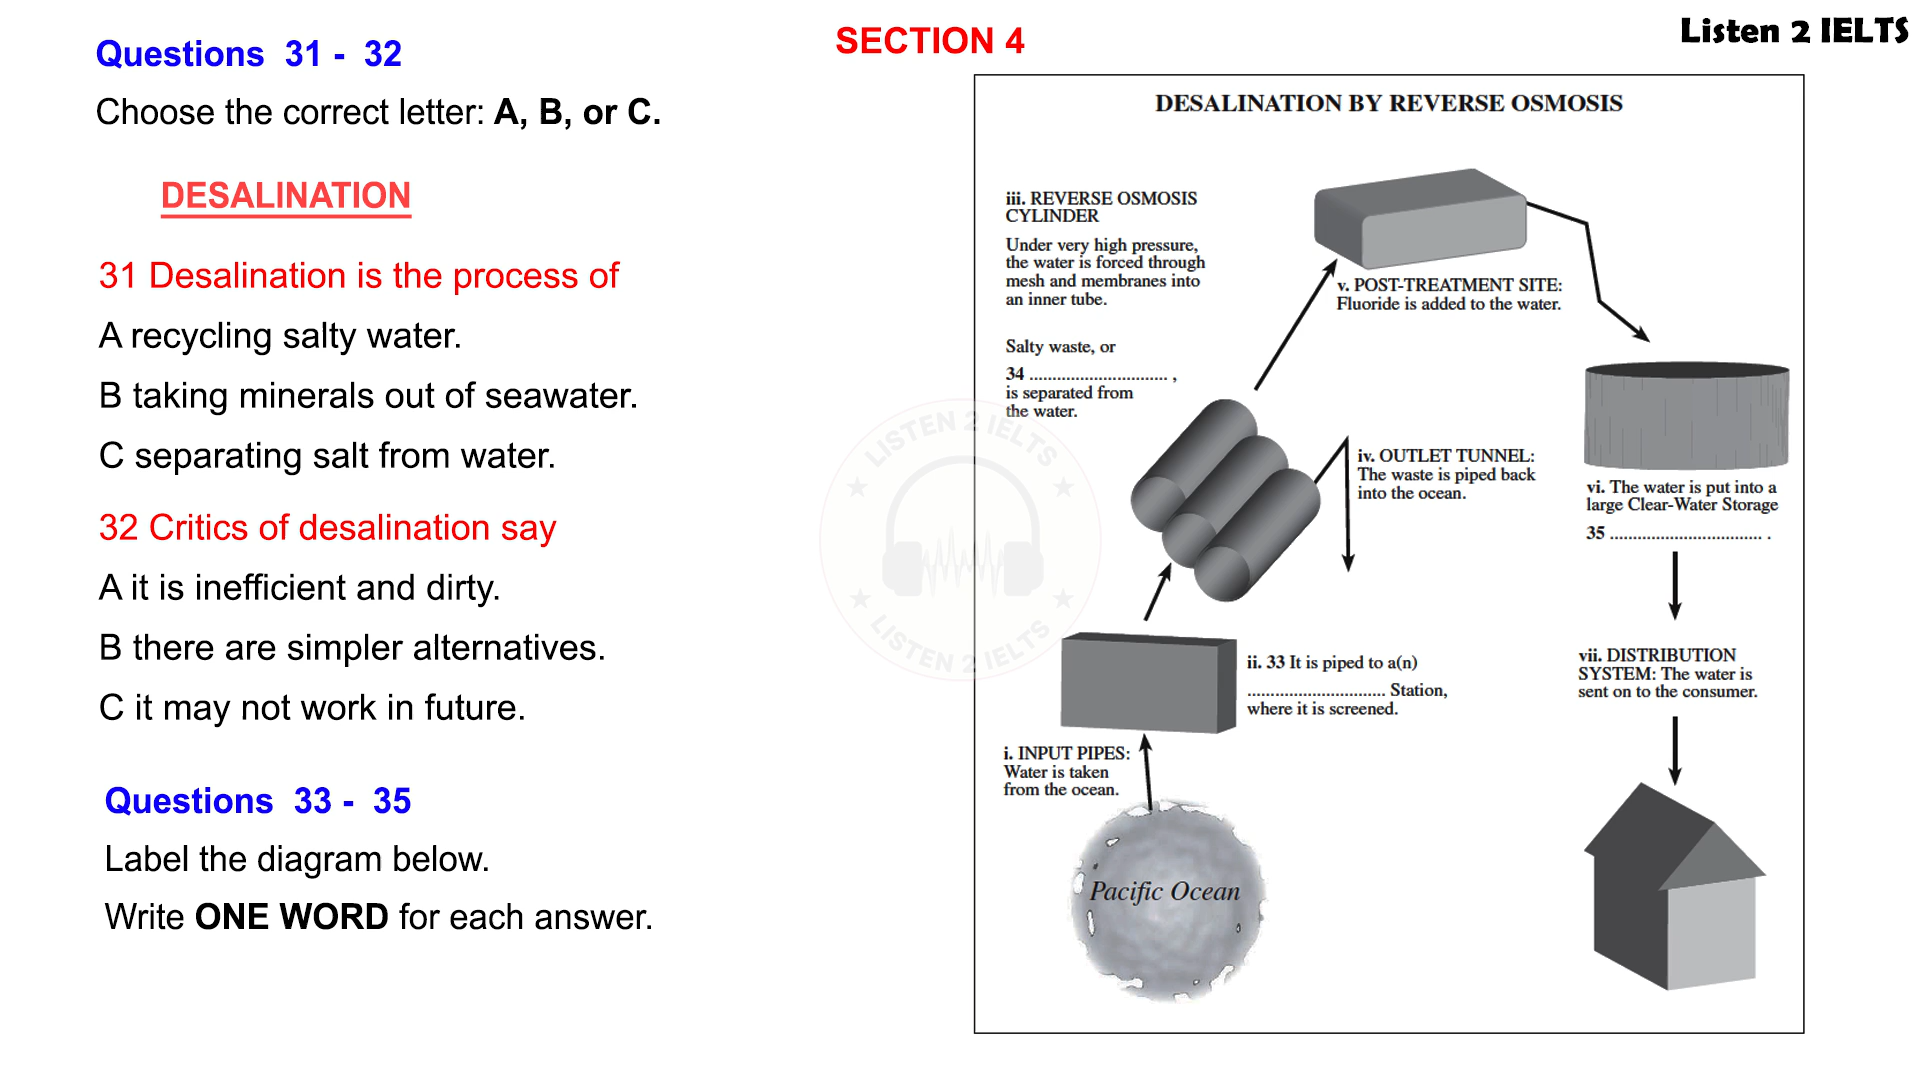 Questions 31 - 32
SECTION 4
Listen 2 IELTS
Choose the correct letter: A, B, or C.
DESALINATION
31 Desalination is the process of
A recycling salty water.
B taking minerals out of seawater.
C separating salt from water.
32 Critics of desalination say
A it is inefficient and dirty.
B there are simpler alternatives.
C it may not work in future.
Questions 33 - 35
Label the diagram below.
Write ONE WORD for each answer.
DESALINATION BY REVERSE OSMOSIS
iii. REVERSE OSMOSIS
CYLINDER
Under very high pressure,
the water is forced through
mesh and membranes into
an inner tube.
Salty waste, or
34 .............................. ,
is separated from
the water.
v. POST-TREATMENT SITE:
Fluoride is added to the water.
iv. OUTLET TUNNEL:
The waste is piped back
into the ocean.
vi. The water is put into a
large Clear-Water Storage
35 ................................. .
ii. 33 It is piped to a(n)
.............................. Station,
where it is screened.
vii. DISTRIBUTION
SYSTEM: The water is
sent on to the consumer.
i. INPUT PIPES:
Water is taken
from the ocean.
Pacific Ocean
LISTEN 2 IELTS
LISTEN 2 IELTS